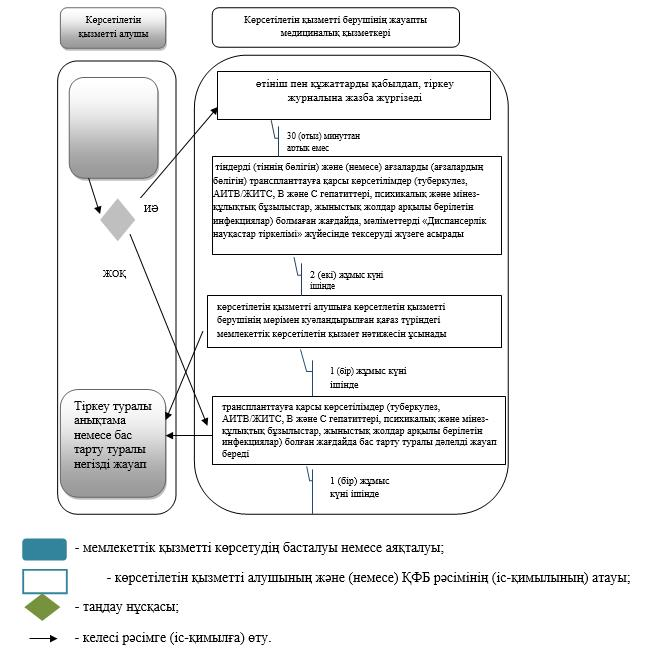 Көрсетілетін
қызметті алушы
Көрсетілетін қызметті берушінің жауапты
медициналық қызметкері
өтініш пен құжаттарды қабылдап, тіркеу
журналына жазба жүргізеді
30 (отыз) минуттан
артық емес
тіндерді (тіннің бөлігін) және (немесе) ағзаларды (ағзалардың
бөлігін) транспланттауға қарсы көрсетілімдер (туберкулез,
АИТВ/ЖИТС, В және С гепатиттері, психикалық және мінез-
құлықтық бұзылыстар, жыныстық жолдар арқылы берілетін
инфекциялар) болмаған жағдайда, мәліметтерді «Диспансерлік
науқастар тіркелімі» жүйесінде тексеруді жүзеге асырады
ИӘ
ЖОҚ
2 (екі) жұмыс күні
ішінде
көрсетілетін қызметті алушыға көрсетлетін қызметті
берушінің мөрімен куәландырылған қағаз түріндегі
мемлекеттік көрсетілетін қызмет нәтижесін ұсынады
1 (бір) жұмыс күні
ішінде
Тіркеу туралы
анықтама
немесе бас
тарту туралы
негізді жауап
транспланттауға қарсы көрсетілімдер (туберкулез,
АИТВ/ЖИТС, В және С гепатиттері, психикалық және мінез-
құлықтық бұзылыстар, жыныстық жолдар арқылы берілетін
инфекциялар) болған жағдайда бас тарту туралы дәлелді жауап
береді
1 (бір) жұмыс
күні ішінде
- мемлекеттік қызметті көрсетудің басталуы немесе аяқталуы;
- көрсетілетін қызметті алушының және (немесе) ҚФБ рәсімінің (іс-қимылының) атауы;
- таңдау нұсқасы;
- келесі рәсімге (іс-қимылға) өту.